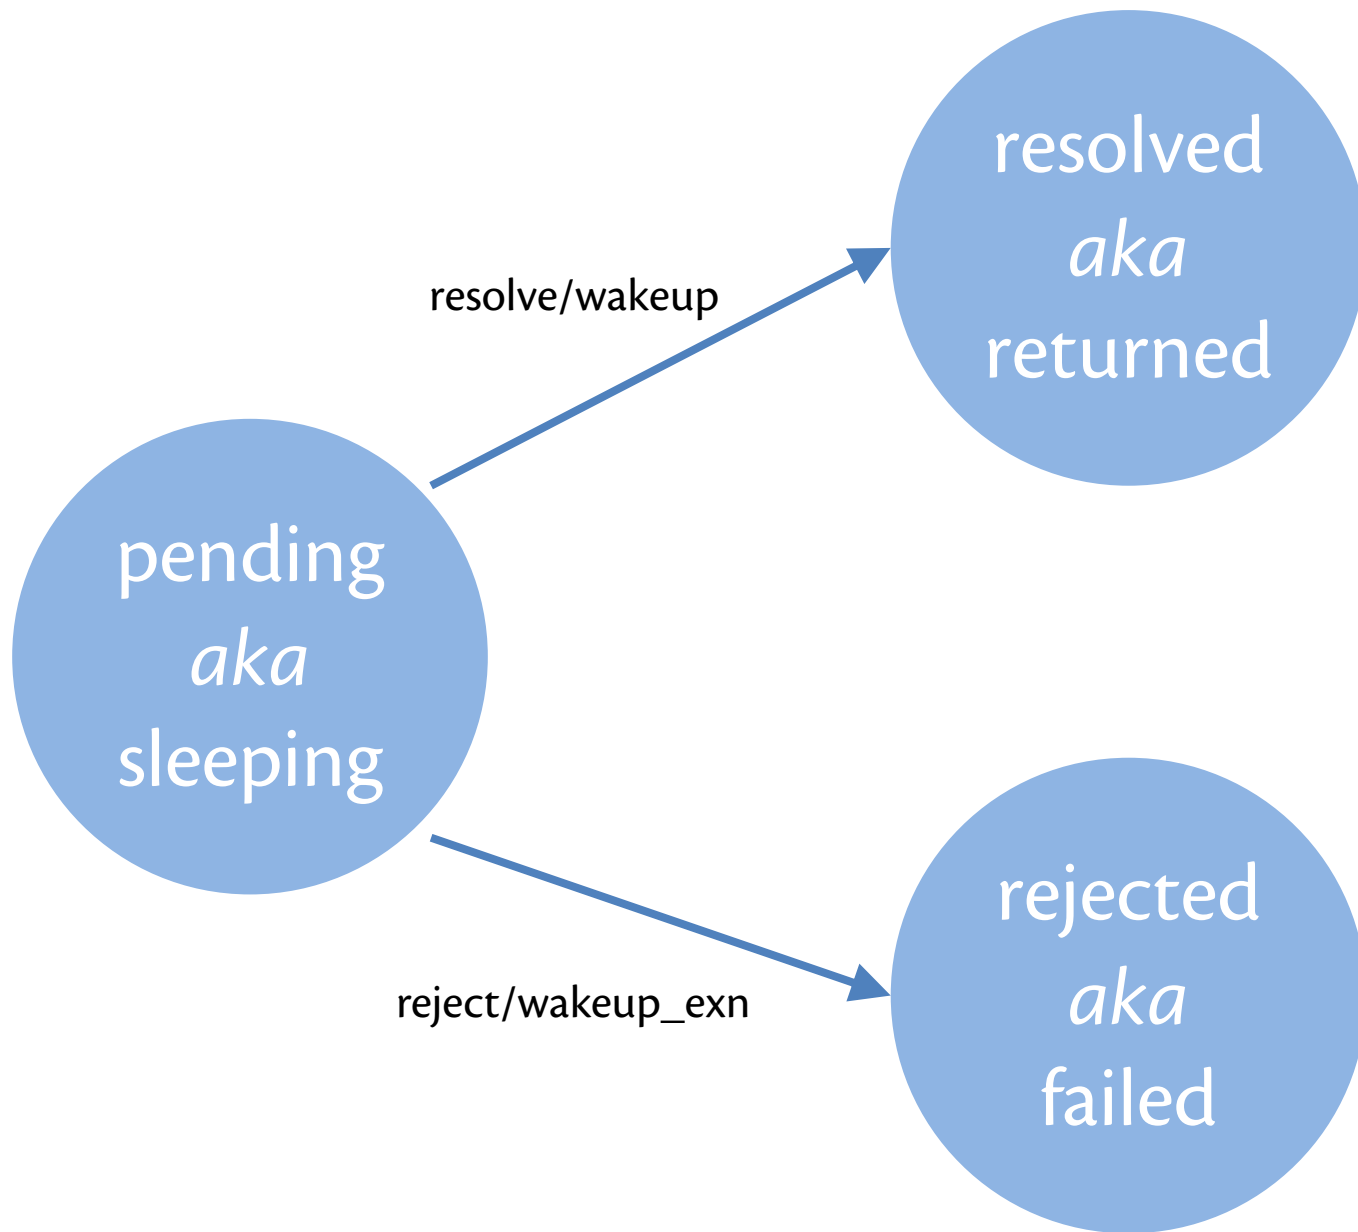 resolved
aka
returned
resolve/wakeup
pending
aka
sleeping
reject/wakeup_exn
rejected
aka
failed